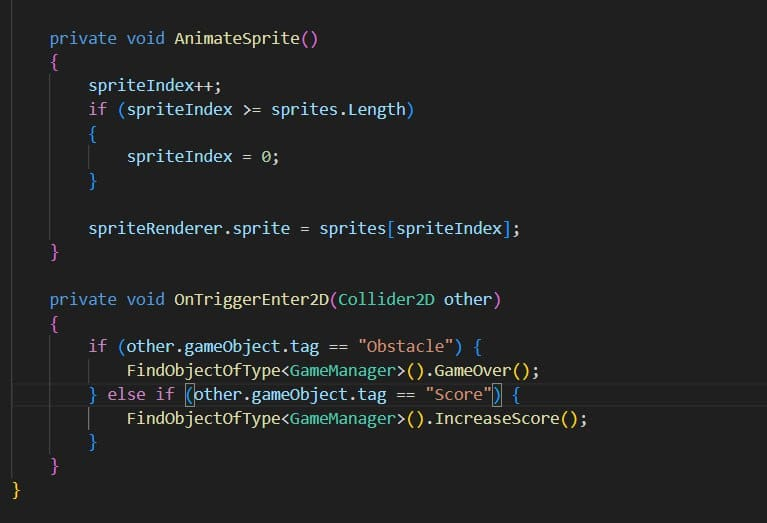 private void AnimateSprite()
{
spriteIndex++;
if (spriteIndex >= sprites.Length)
{
spriteIndex = 0;
}
spriteRenderer.sprite = sprites[spriteIndex];
}
private void OnTriggerEnter2D(Collider2D other)
{
if (other.gameObject.tag == "Obstacle") {
FindObjectOfType<GameManager>().GameOver();
} else if (other.gameObject.tag == "Score") {
FindObjectOfType<GameManager>().IncreaseScore();
}
}
}